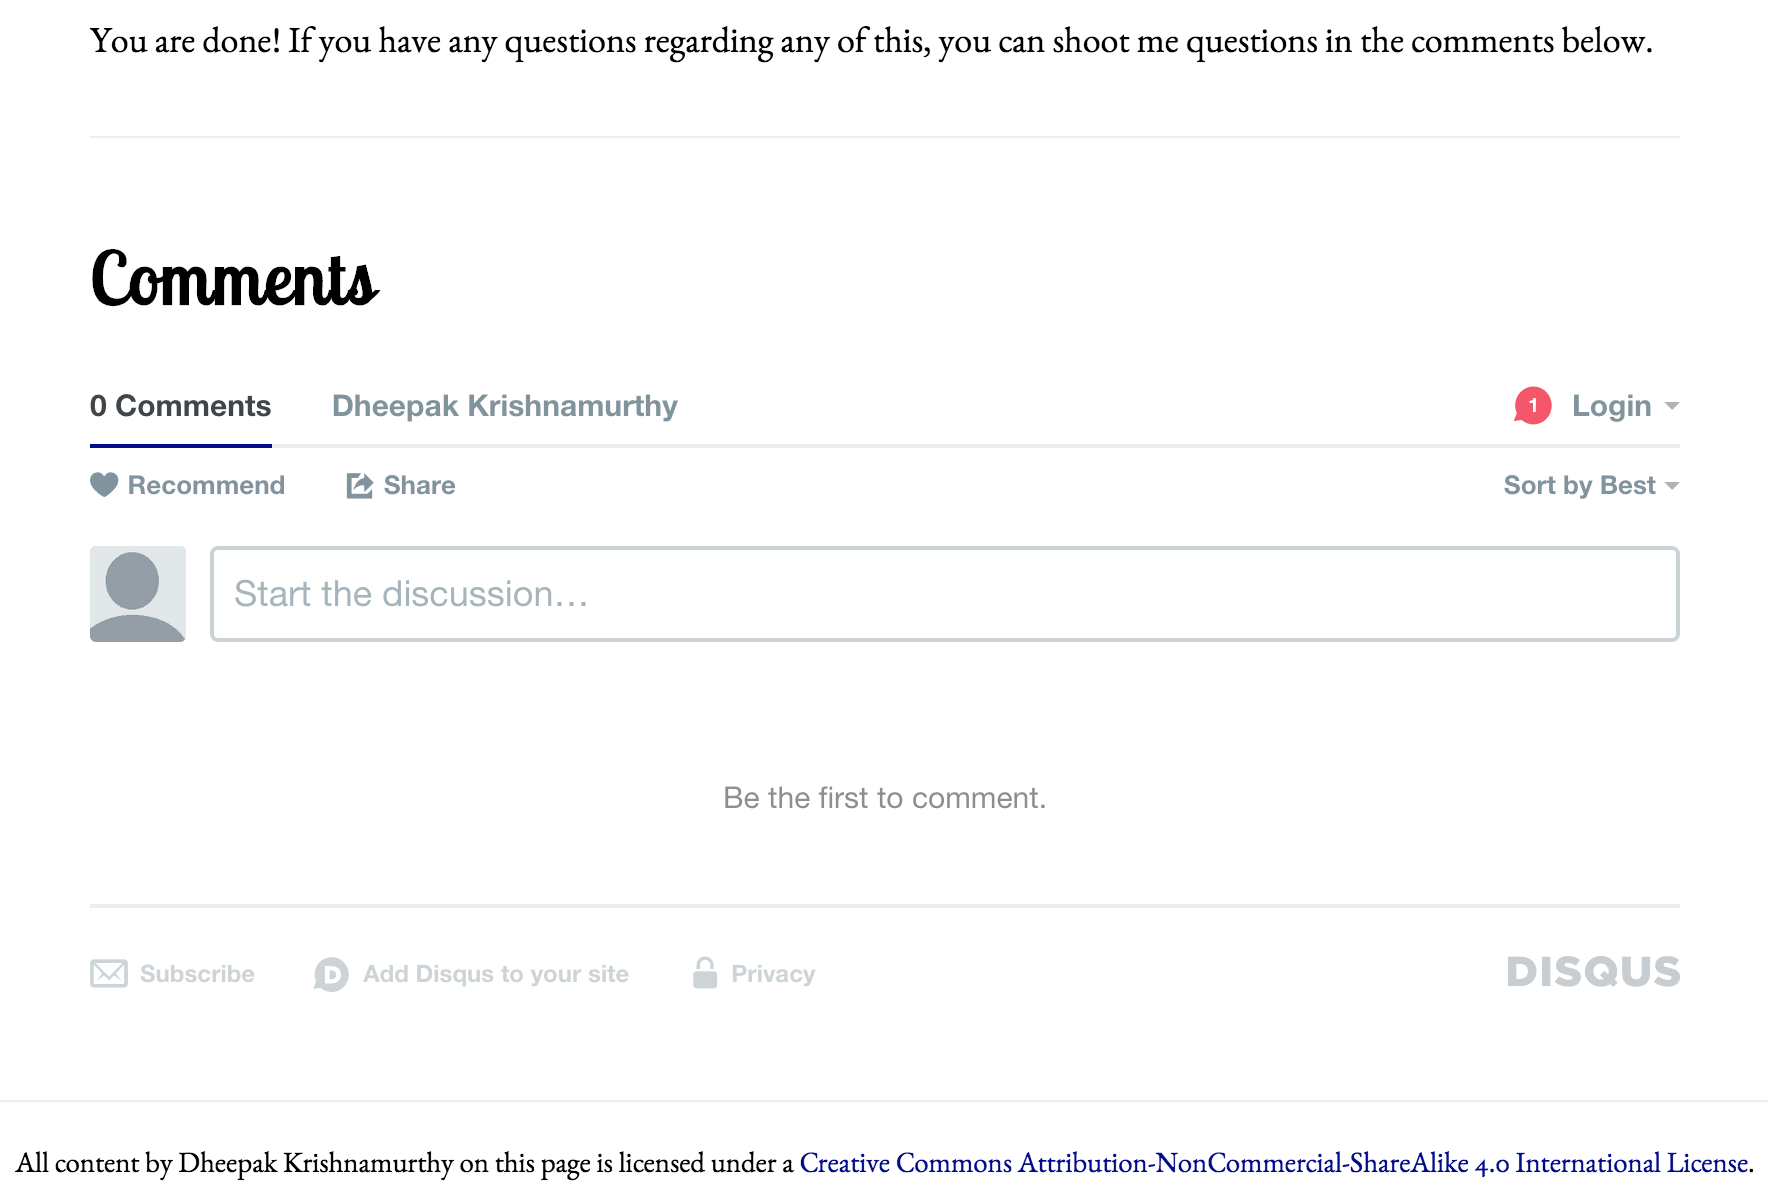 You are done! If you have any questions regarding any of this, you can shoot me questions in the comments below.
Comments
0 Comments Dheepak Krishnamurthy 1 Login
Recommend Share Sort by Best
Start the discussion…
Be the first to comment.
Subscribe D Add Disqus to your site Privacy DISQUS
All content by Dheepak Krishnamurthy on this page is licensed under a Creative Commons Attribution-NonCommercial-ShareAlike 4.0 International License.